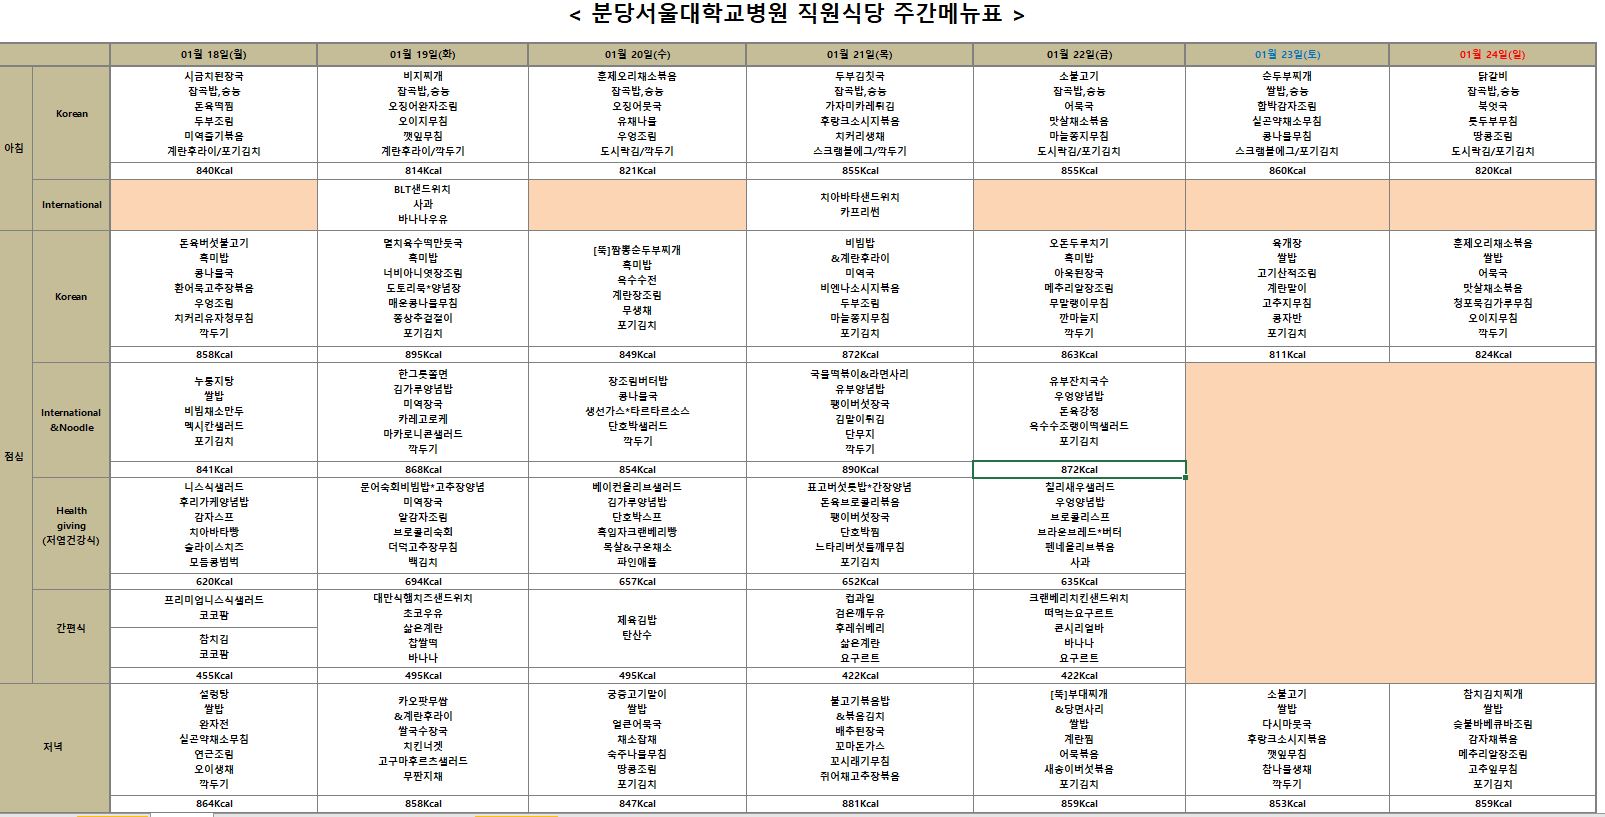 < 분당서울대학교병원 직원식당 주간메뉴표 >
01월 18일(월) 01월 19일(화) 01월 20일(수) 01월 21일(목) 01월 22일(금) 01월 23일(토) 01월 24일(일)
아침
Korean
시금치된장국
잡곡밥,숭늉
돈육떡찜
두부조림
미역줄기볶음
계란후라이/포기김치
840Kcal
비지찌개
잡곡밥,숭늉
오징어완자조림
오이지무침
깻잎무침
계란후라이/깍두기
814Kcal
훈제오리채소볶음
잡곡밥,숭늉
오징어뭇국
유채나물
우엉조림
도시락김/깍두기
821Kcal
두부김칫국
잡곡밥,숭늉
가자미카레튀김
후랑크소시지볶음
치커리생채
스크램블에그/깍두기
855Kcal
소불고기
잡곡밥,숭늉
어묵국
맛살채소볶음
마늘쫑지무침
도시락김/포기김치
855Kcal
순두부찌개
쌀밥,숭늉
함박감자조림
실곤약채소무침
콩나물무침
스크램블에그/포기김치
860Kcal
닭갈비
잡곡밥,숭늉
북엇국
톳두부무침
땅콩조림
도시락김/포기김치
820Kcal
International
BLT샌드위치
사과
바나나우유
치아바타샌드위치
카프리썬
점심
Korean
돈육버섯불고기
흑미밥
콩나물국
환어묵고추장볶음
우엉조림
치커리유자청무침
깍두기
858Kcal
멸치육수떡만둣국
흑미밥
너비아니엿장조림
도토리묵*양념장
매운콩나물무침
쫑상추겉절이
포기김치
895Kcal
[뚝]짬뽕순두부찌개
흑미밥
옥수수전
계란장조림
무생채
포기김치
849Kcal
비빔밥
&계란후라이
미역국
비엔나소시지볶음
두부조림
마늘쫑지무침
포기김치
872Kcal
오돈두루치기
흑미밥
아욱된장국
메추리알장조림
무말랭이무침
깐마늘지
깍두기
863Kcal
육개장
쌀밥
고기산적조림
계란말이
고추지무침
콩자반
포기김치
811Kcal
훈제오리채소볶음
쌀밥
어묵국
맛살채소볶음
청포묵김가루무침
오이지무침
깍두기
824Kcal
International
&Noodle
누룽지탕
쌀밥
비빔채소만두
멕시칸샐러드
포기김치
841Kcal
한그릇쫄면
김가루양념밥
미역장국
카레고로케
마카로니콘샐러드
깍두기
868Kcal
장조림버터밥
콩나물국
생선가스*타르타르소스
단호박샐러드
깍두기
854Kcal
국물떡볶이&라면사리
유부양념밥
팽이버섯장국
김말이튀김
단무지
깍두기
890Kcal
유부잔치국수
우엉양념밥
돈육강정
옥수수조랭이떡샐러드
포기김치
872Kcal
Health
giving
(저염건강식)
니스식샐러드
후리가케양념밥
감자스프
치아바타빵
슬라이스치즈
모듬콩범벅
620Kcal
문어숙회비빔밥*고추장양념
미역장국
알감자조림
브로콜리숙회
더덕고추장무침
백김치
694Kcal
베이컨올리브샐러드
김가루양념밥
단호박스프
흑임자크랜베리빵
목살&구운채소
파인애플
657Kcal
표고버섯톳밥*간장양념
돈육브로콜리볶음
팽이버섯장국
단호박찜
느타리버섯들깨무침
포기김치
652Kcal
칠리새우샐러드
우엉양념밥
브로콜리스프
브라운브레드*버터
펜네올리브볶음
사과
635Kcal
간편식
프리미엄니스식샐러드
코코팜
참치김
코코팜
455Kcal
대만식햄치즈샌드위치
초코우유
삶은계란
찹쌀떡
바나나
495Kcal
제육김밥
탄산수
495Kcal
컵과일
검은깨두유
후레쉬베리
삶은계란
요구르트
422Kcal
크랜베리치킨샌드위치
떠먹는요구르트
콘시리얼바
바나나
요구르트
422Kcal
저녁
설렁탕
쌀밥
완자전
실곤약채소무침
연근조림
오이생채
깍두기
864Kcal
카오팟무쌉
&계란후라이
쌀국수장국
치킨너겟
고구마후르츠샐러드
무짠지채
858Kcal
궁중고기말이
쌀밥
얼큰어묵국
채소잡채
숙주나물무침
땅콩조림
포기김치
847Kcal
불고기볶음밥
&볶음김치
배추된장국
꼬마돈가스
꼬시래기무침
쥐어채고추장볶음
881Kcal
[뚝]부대찌개
&당면사리
쌀밥
계란찜
어묵볶음
새송이버섯볶음
포기김치
859Kcal
소불고기
쌀밥
다시마뭇국
후랑크소시지볶음
깻잎무침
참나물생채
깍두기
853Kcal
참치김치찌개
쌀밥
숯불바베큐바조림
감자채볶음
메추리알장조림
고추잎무침
포기김치
859Kcal